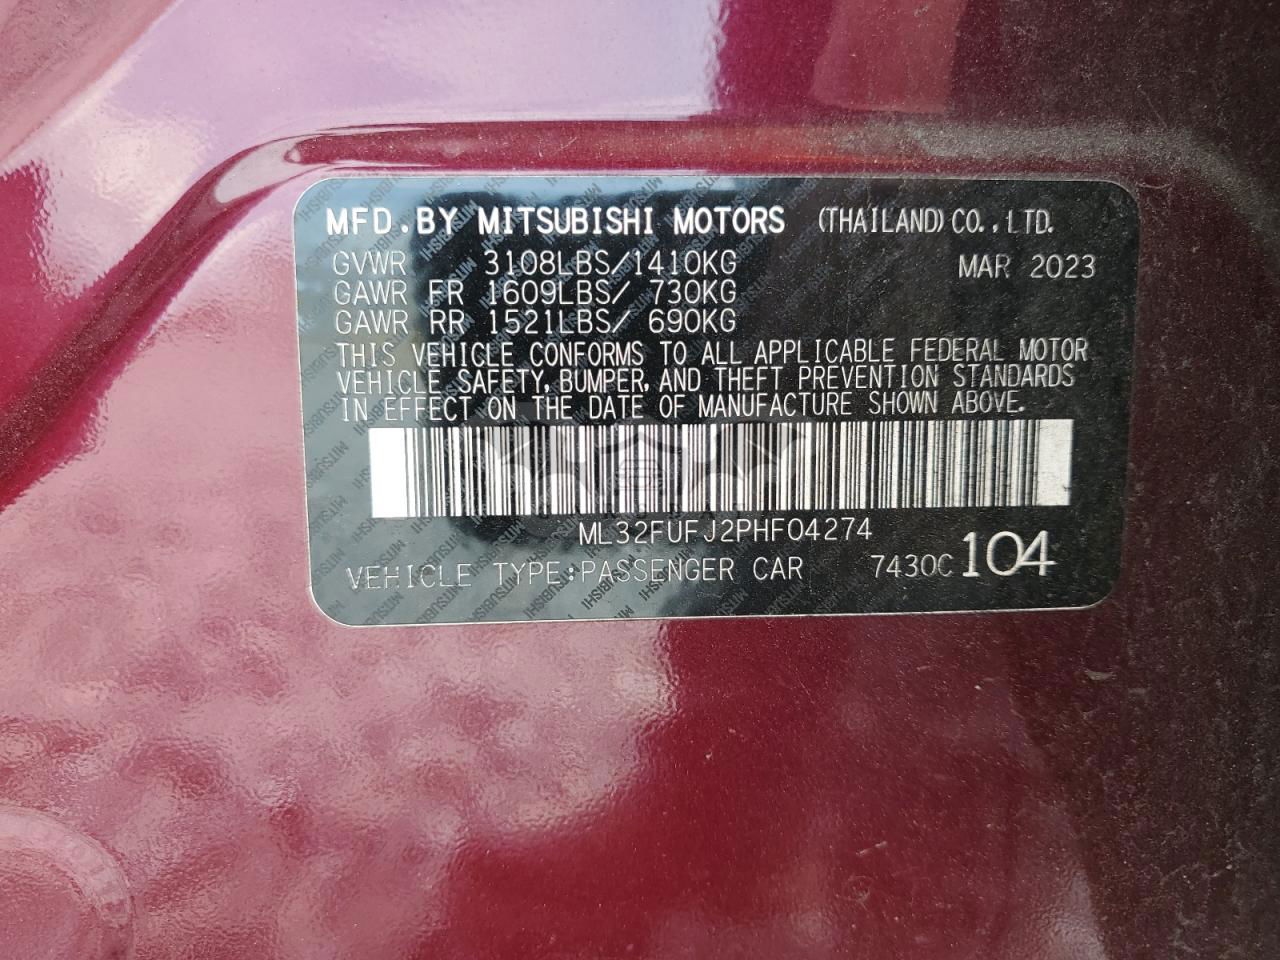 MFD.BY MITSUBISHI MOTORS (THAILAND)CO.,LTD.
GVWR 3108LBS/1410KG MAR 2023
GAWR FR 1609LBS/ 730KG
GAWR RR 1521LBS/ 690KG
THIS VEHICLE CONFORMS TO ALL APPLICABLE FEDERAL MOTOR
VEHICLE SAFETY, BUMPER, AND THEFT PREVENTION STANDARDS
IN EFFECT ON THE DATE OF MANUFACTURE SHOWN ABOVE.
ML32FUFJ2PHF04274
VEHICLE TYPE:PASSENGER CAR 7430C 104